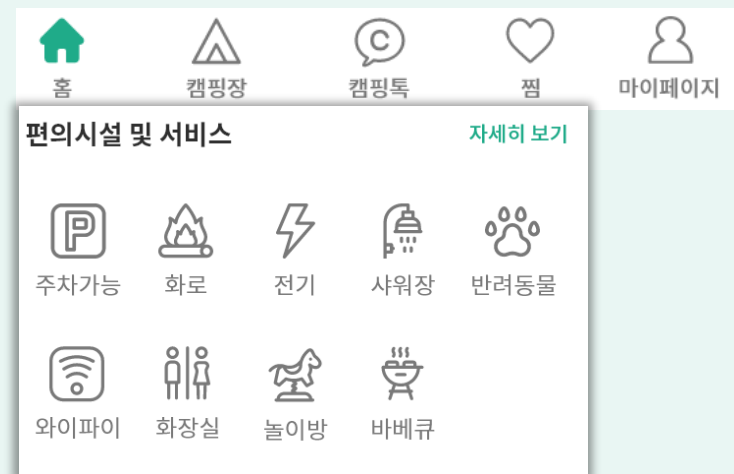 홈 캠핑장 캠핑톡 찜 마이페이지
편의시설 및 서비스 자세히 보기
P
주차가능 화로 전기 샤워장 반려동물
와이파이 화장실 놀이방 바베큐